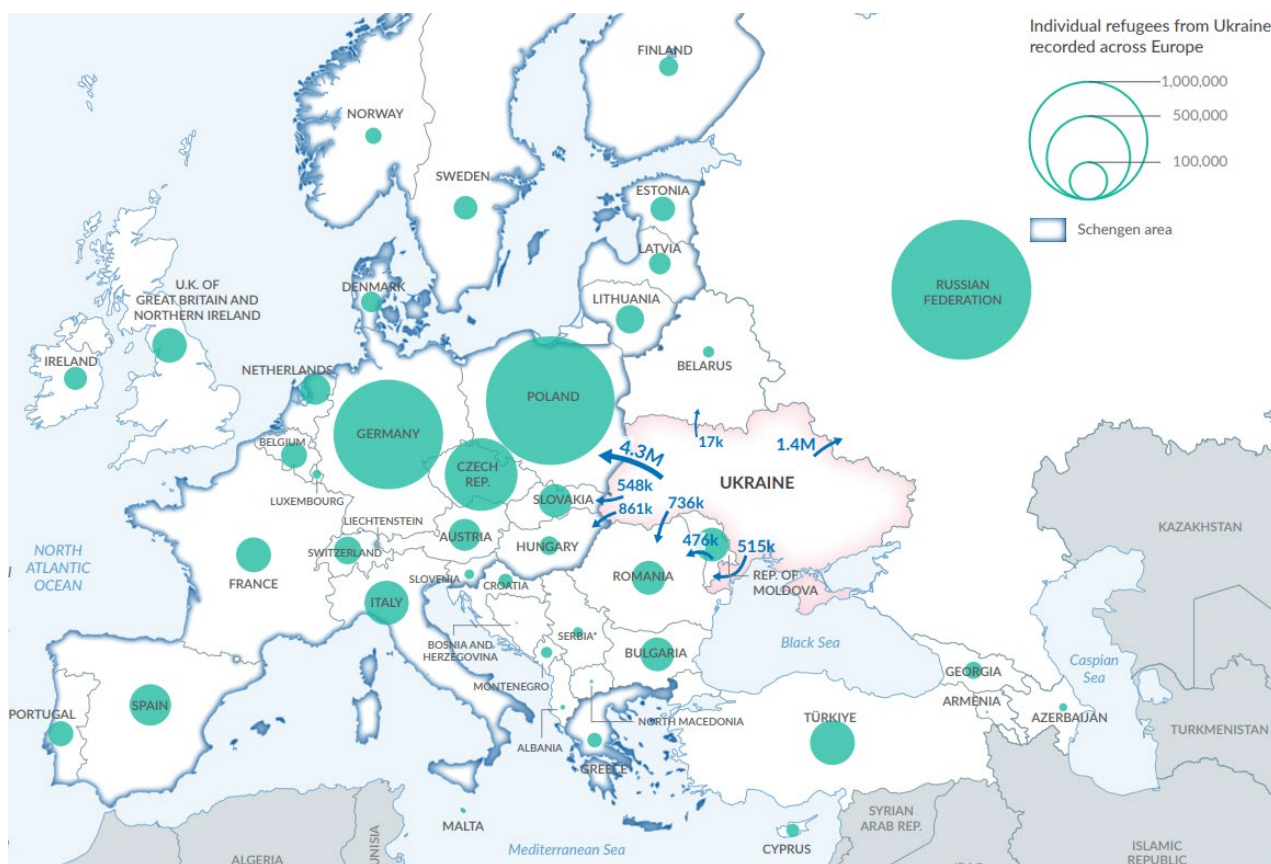 Individual refugees from Ukraine
recorded across Europe
1,000,000
500,000
100,000
Schengen area
FINLAND
NORWAY
SWEDEN
ESTONIA
LATVIA
LITHUANIA
DENMARK
RUSSIAN
FEDERATION
U.K. OF
GREAT BRITAIN AND
NORTHERN IRELAND
IRELAND
NETHERLANDS
BELARUS
POLAND
GERMANY
BELGIUM
CZECH
REP.
LUXEMBOURG
17k
1.4M
4.3M
UKRAINE
548k
861k
736k
SLOVAKIA
LIECHTENSTEIN
AUSTRIA
HUNGARY
SWITZERLAND
476k
515k
KAZAKHSTAN
NORTH
ATLANTIC
OCEAN
FRANCE
SLOVENIA
CROATIA
ROMANIA
REP. OF
MOLDOVA
ITALY
BOSNIA AND
HERZEGOVINA
SERBIA*
BULGARIA
Black Sea
Caspian
Sea
GEORGIA
MONTENEGRO
ARMENIA
AZERBAIJAN
PORTUGAL
SPAIN
NORTH MACEDONIA
TÜRKIYE
TURKMENISTAN
ALBANIA
GREECE
MALTA
Mediterranean Sea
CYPRUS
SYRIAN
ARAB REP.
ALGERIA
TUNISIA
ISLAMIC
REPUBLIC